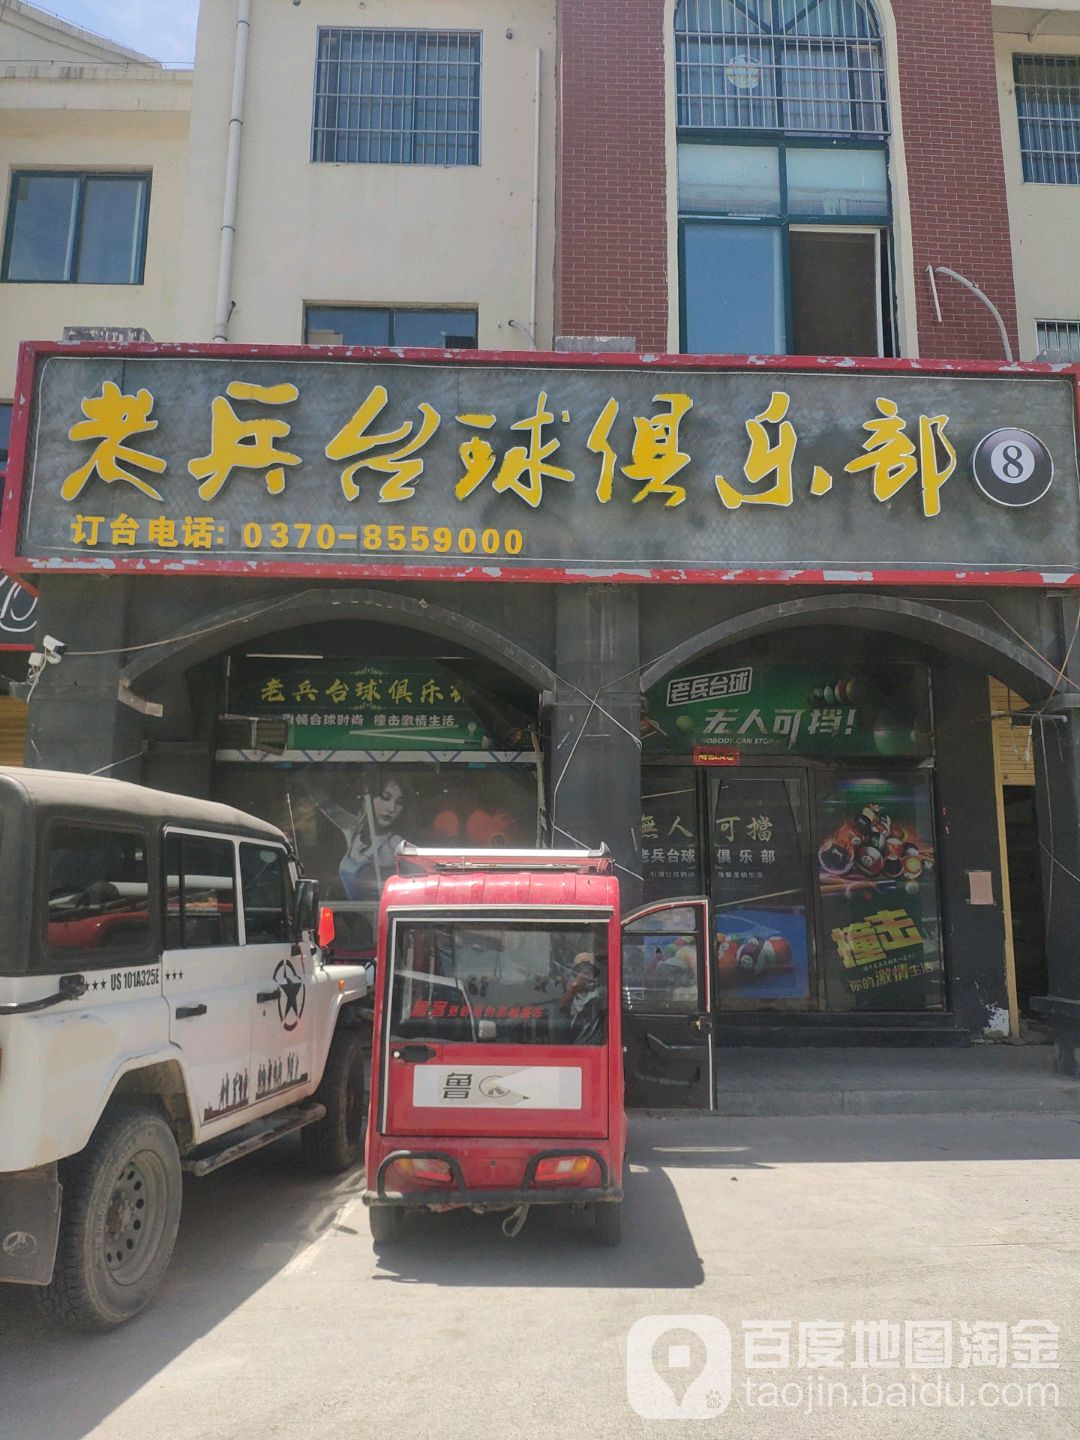 老兵台球俱乐部 8
订台电话: 0370-8559000
老兵台球俱乐
引领台球时尚 撞击激情生活
老兵台球
无人可挡!
NOBODY CAN STOP
無人可擋
老兵台球俱乐部
撞击
你的激情生活
US 101A325E
鲁
百度地图淘金
taojin.baidu.com